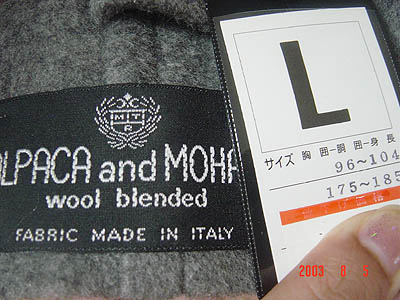 MTR
LPACA and MOHA
wool blended
FABRIC MADE IN ITALY
L
サイズ 胸囲-胴囲-身長
96~104
175~185
2003 8